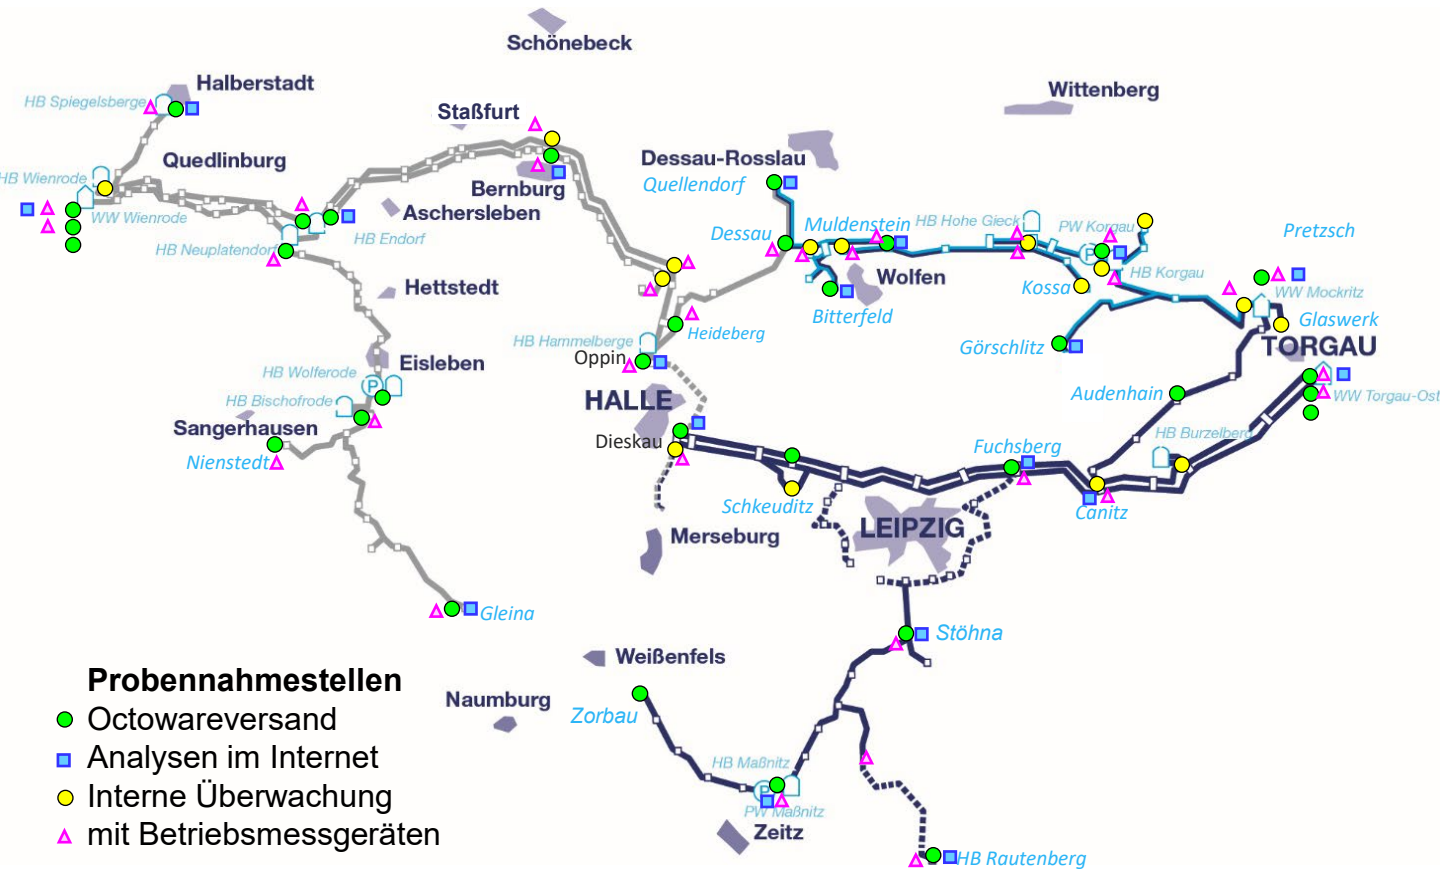 Schönebeck
Halberstadt
HB Spiegelsberge
Staßfurt
Wittenberg
Quedlinburg
Dessau-Rosslau
Quellendorf
HB Wienrode
Bernburg
WW Wienrode
Aschersleben
HB Endorf
HB Neuplatendorf
Dessau
Muldenstein
HB Hohe Gieck
PW Korgau
Pretzsch
Wolfen
HB Korgau
Hettstedt
Kossa
WW Mockritz
Bitterfeld
Glaswerk
Heideberg
HB Hammelberge
Görschlitz
TORGAU
Oppin
Eisleben
HB Wolferode
P
P
HB Bischofrode
HALLE
Audenhain
WW Torgau-Ost
Sangerhausen
Dieskau
HB Burzelberg
Nienstedt
Fuchsberg
Schkeuditz
Canitz
LEIPZIG
Merseburg
Gleina
Stöhna
Weißenfels
Naumburg
Zorbau
HB Maßnitz
P
PW Maßnitz
Zeitz
HB Rautenberg
Probennahmestellen
Octowareversand
Analysen im Internet
Interne Überwachung
mit Betriebsmessgeräten